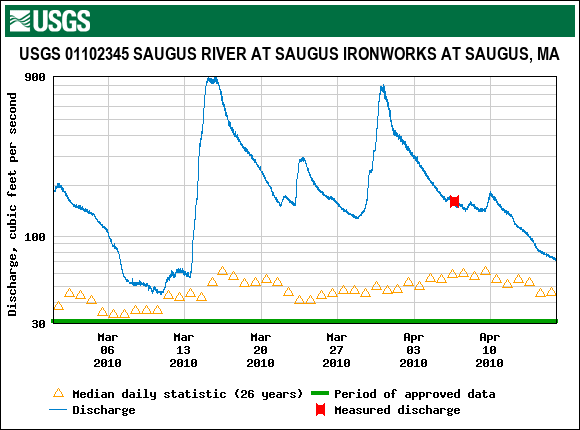 USGS
USGS 01102345 SAUGUS RIVER AT SAUGUS IRONWORKS AT SAUGUS, MA
Discharge, cubic feet per second
900
100
30
Mar 06 2010
Mar 13 2010
Mar 20 2010
Mar 27 2010
Apr 03 2010
Apr 10 2010
Median daily statistic (26 years)
Period of approved data
Discharge
Measured discharge